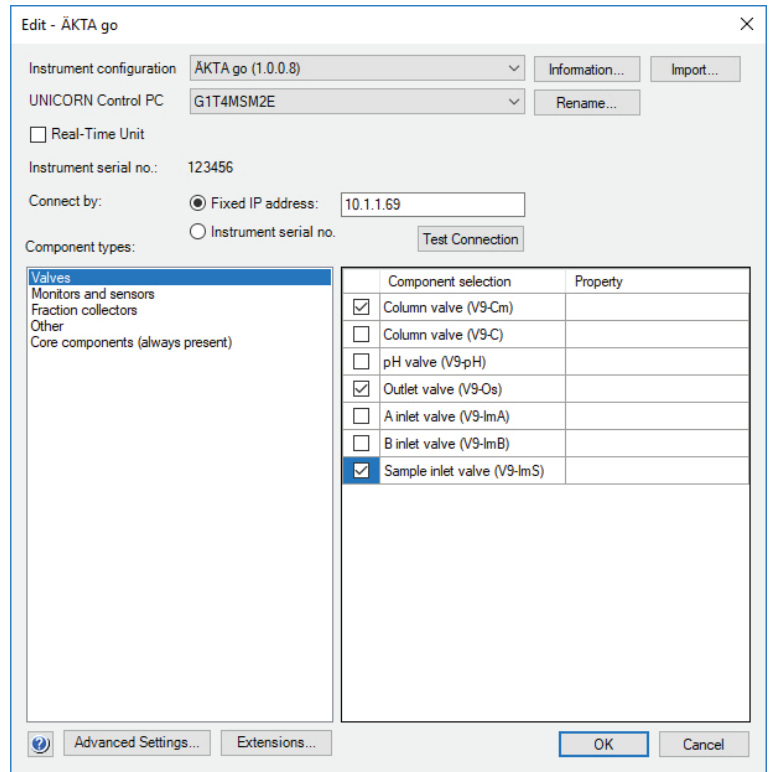 Edit - ÄKTA go
Instrument configuration ÄKTA go (1.0.0.8) Information... Import...
UNICORN Control PC G1T4MSM2E Rename...
Real-Time Unit
Instrument serial no.: 123456
Connect by: Fixed IP address: 10.1.1.69
Instrument serial no.
Component types: Test Connection
Valves
Monitors and sensors
Fraction collectors
Other
Core components (always present)
Component selection Property
Column valve (V9-Cm)
Column valve (V9-C)
pH valve (V9-pH)
Outlet valve (V9-Os)
A inlet valve (V9-ImA)
B inlet valve (V9-ImB)
Sample inlet valve (V9-ImS)
? Advanced Settings... Extensions... OK Cancel